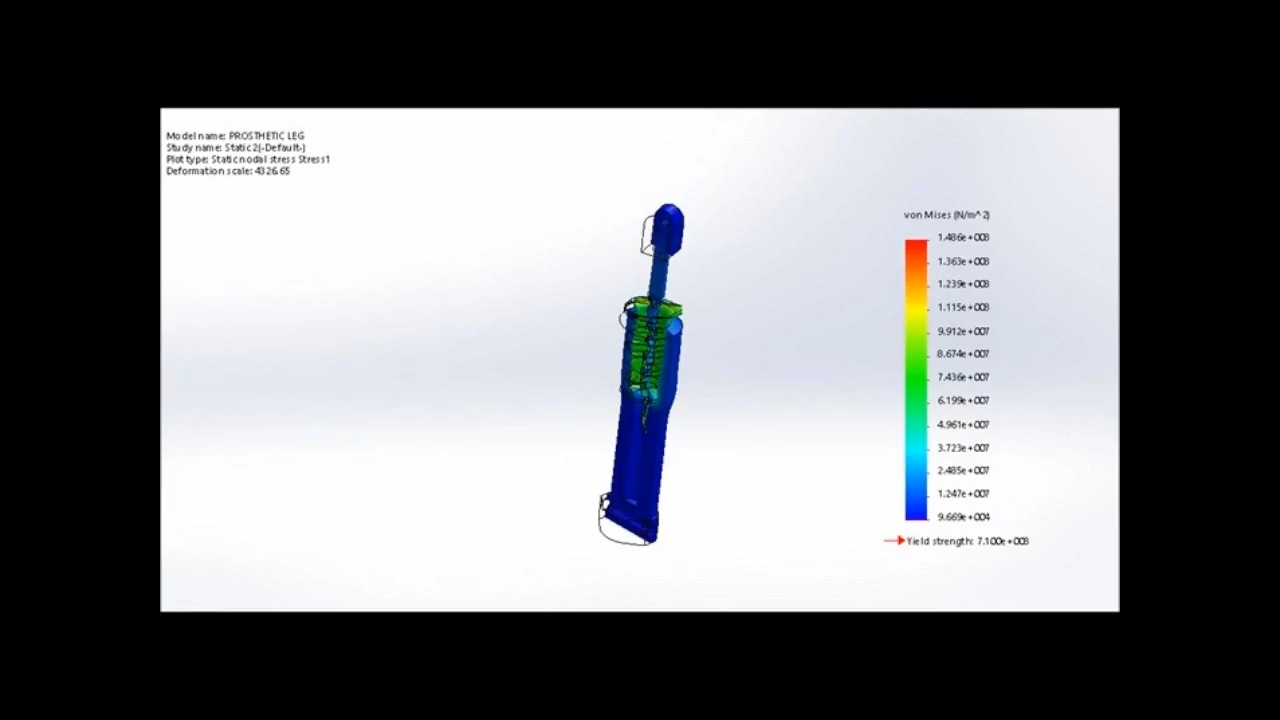 Model name: PROSTHETIC LEG
Study name: Static 2(-Default-)
Plot type: Static nodal stress Stress1
Deformation scale: 4326.65
von Mises (N/m^2)
1.486e+008
1.363e+008
1.239e+008
1.115e+008
9.912e+007
8.674e+007
7.436e+007
6.199e+007
4.961e+007
3.723e+007
2.485e+007
1.247e+007
9.669e+004
Yield strength: 7.100e+008